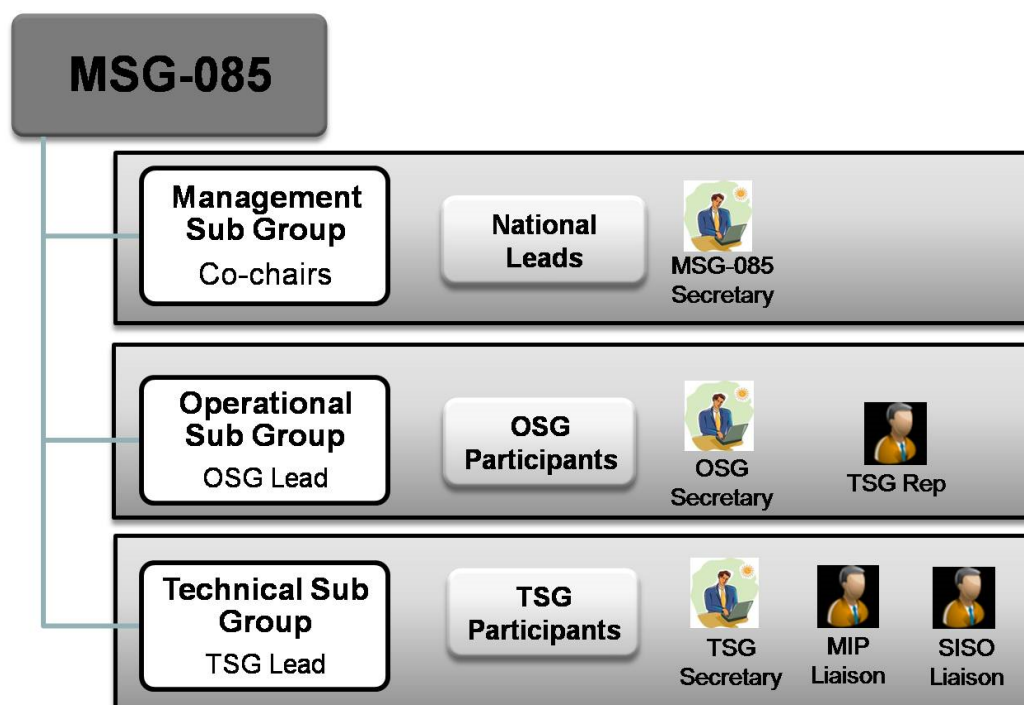 MSG-085
Management
Sub Group
Co-chairs
National
Leads
MSG-085
Secretary
Operational
Sub Group
OSG Lead
OSG
Participants
OSG
Secretary
TSG Rep
Technical Sub
Group
TSG Lead
TSG
Participants
TSG
Secretary
MIP
Liaison
SISO
Liaison